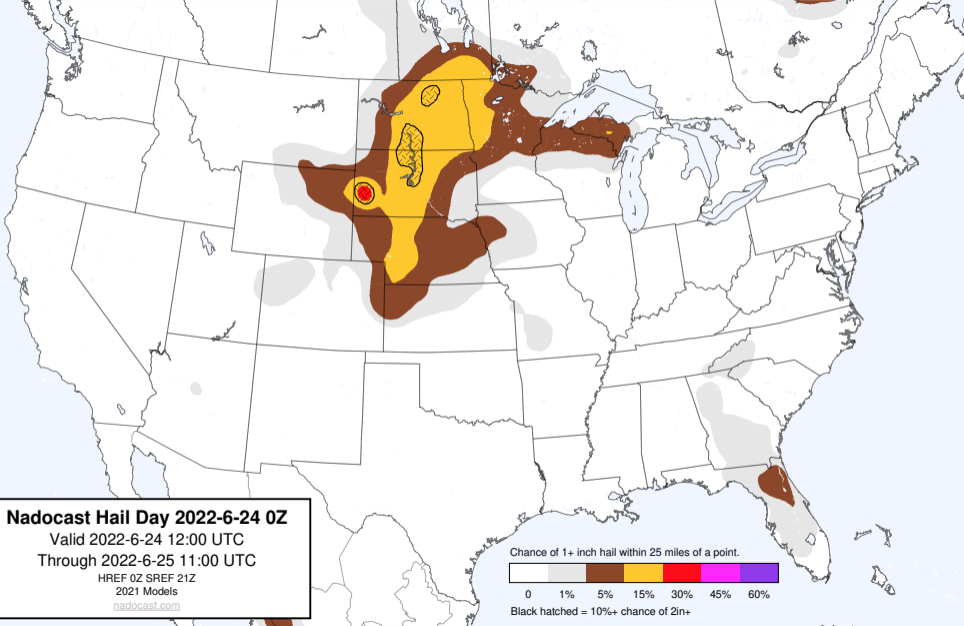 Nadocast Hail Day 2022-6-24 0Z
Valid 2022-6-24 12:00 UTC
Through 2022-6-25 11:00 UTC
HREF 0Z SREF 21Z
2021 Models
nadocast.com
Chance of 1+ inch hail within 25 miles of a point.
0 1% 5% 15% 30% 45% 60%
Black hatched = 10%+ chance of 2in+